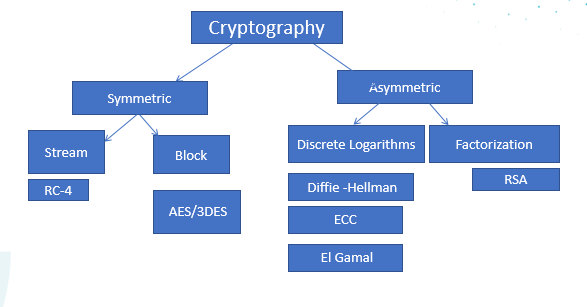 Cryptography
Symmetric
Asymmetric
Stream
Block
Discrete Logarithms
Factorization
RC-4
AES/3DES
Diffie -Hellman
RSA
ECC
El Gamal